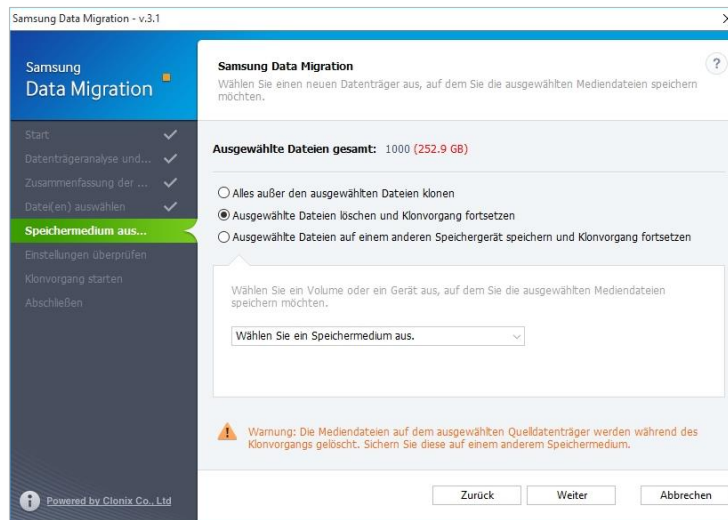 Samsung Data Migration - v.3.1
Samsung
Data Migration
Start
Datenträgeranalyse und...
Zusammenfassung der ...
Datei(en) auswählen
Speichermedium aus...
Einstellungen überprüfen
Klonvorgang starten
Abschließen
Powered by Clonix Co., Ltd
Samsung Data Migration
?
Wählen Sie einen neuen Datenträger aus, auf dem Sie die ausgewählten Mediendateien speichern
möchten.
Ausgewählte Dateien gesamt: 1000 (252.9 GB)
Alles außer den ausgewählten Dateien klonen
Ausgewählte Dateien löschen und Klonvorgang fortsetzen
Ausgewählte Dateien auf einem anderen Speichergerät speichern und Klonvorgang fortsetzen
Wählen Sie ein Volume oder ein Gerät aus, auf dem Sie die ausgewählten Mediendateien
speichern möchten.
Wählen Sie ein Speichermedium aus.
Warnung: Die Mediendateien auf dem ausgewählten Quelldatenträger werden während des
Klonvorgangs gelöscht. Sichern Sie diese auf einem anderem Speichermedium.
Zurück Weiter Abbrechen